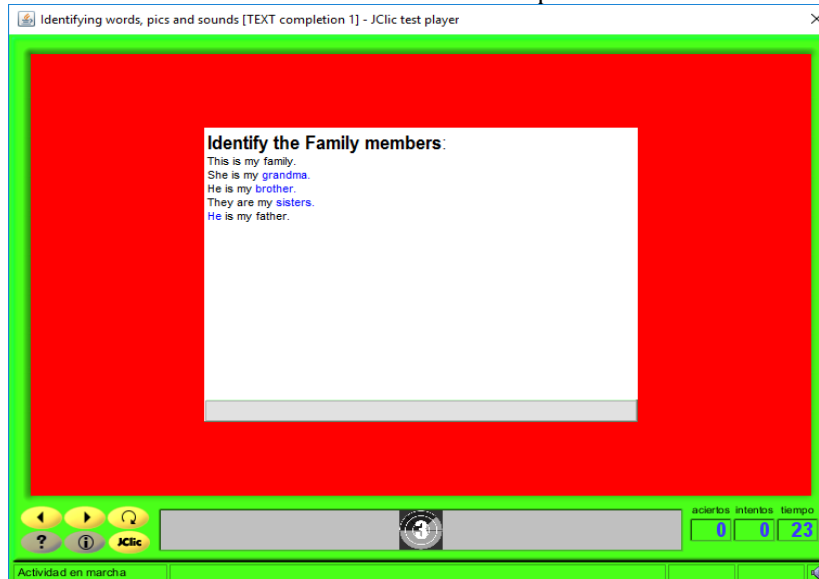 Identifying words, pics and sounds [TEXT completion 1] - JClic test player
Identify the Family members:
This is my family.
She is my grandma.
He is my brother.
They are my sisters.
He is my father.
3
aciertos intentos tiempo
0 0 23
? i JClic
Actividad en marcha